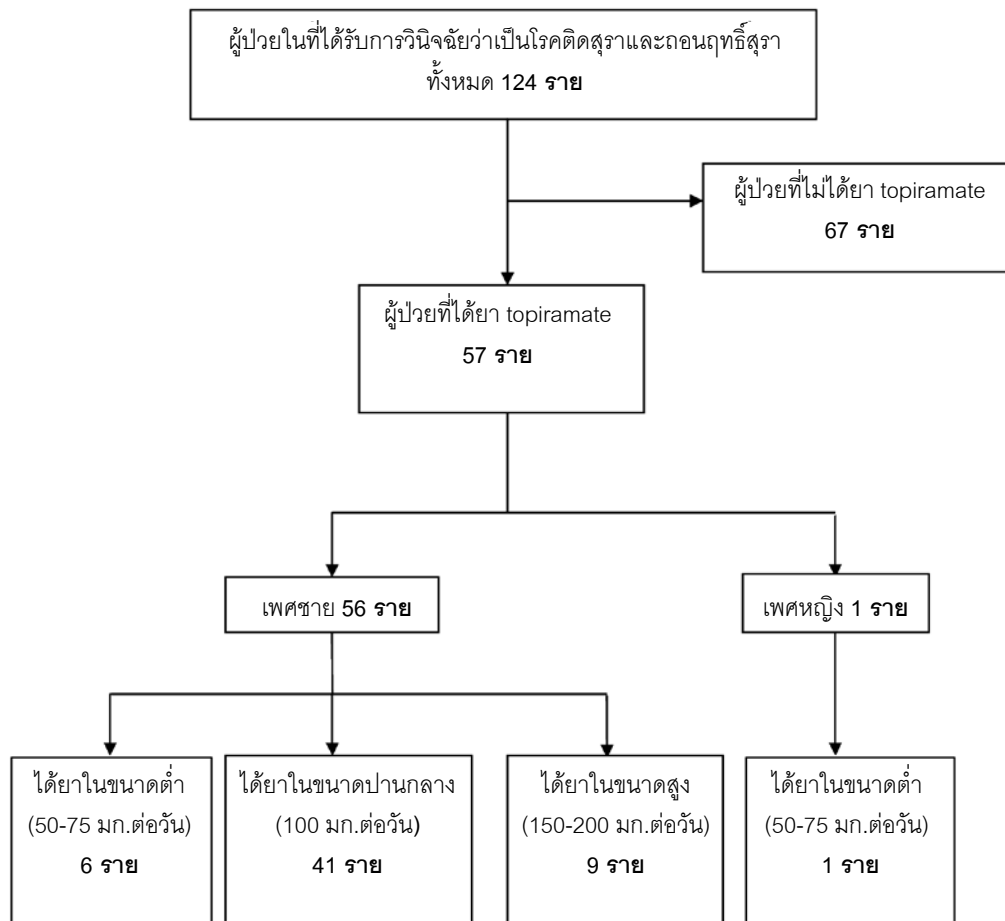 ผู้ป่วยในที่ได้รับการวินิจฉัยว่าเป็นโรคติดสุราและถอนฤทธิ์สุรา
ทั้งหมด 124 ราย
ผู้ป่วยที่ไม่ได้ยา topiramate
67 ราย
ผู้ป่วยที่ได้ยา topiramate
57 ราย
เพศชาย 56 ราย
เพศหญิง 1 ราย
ได้ยาในขนาดต่ำ
(50-75 มก.ต่อวัน)
6 ราย
ได้ยาในขนาดปานกลาง
(100 มก.ต่อวัน)
41 ราย
ได้ยาในขนาดสูง
(150-200 มก.ต่อวัน)
9 ราย
ได้ยาในขนาดต่ำ
(50-75 มก.ต่อวัน)
1 ราย